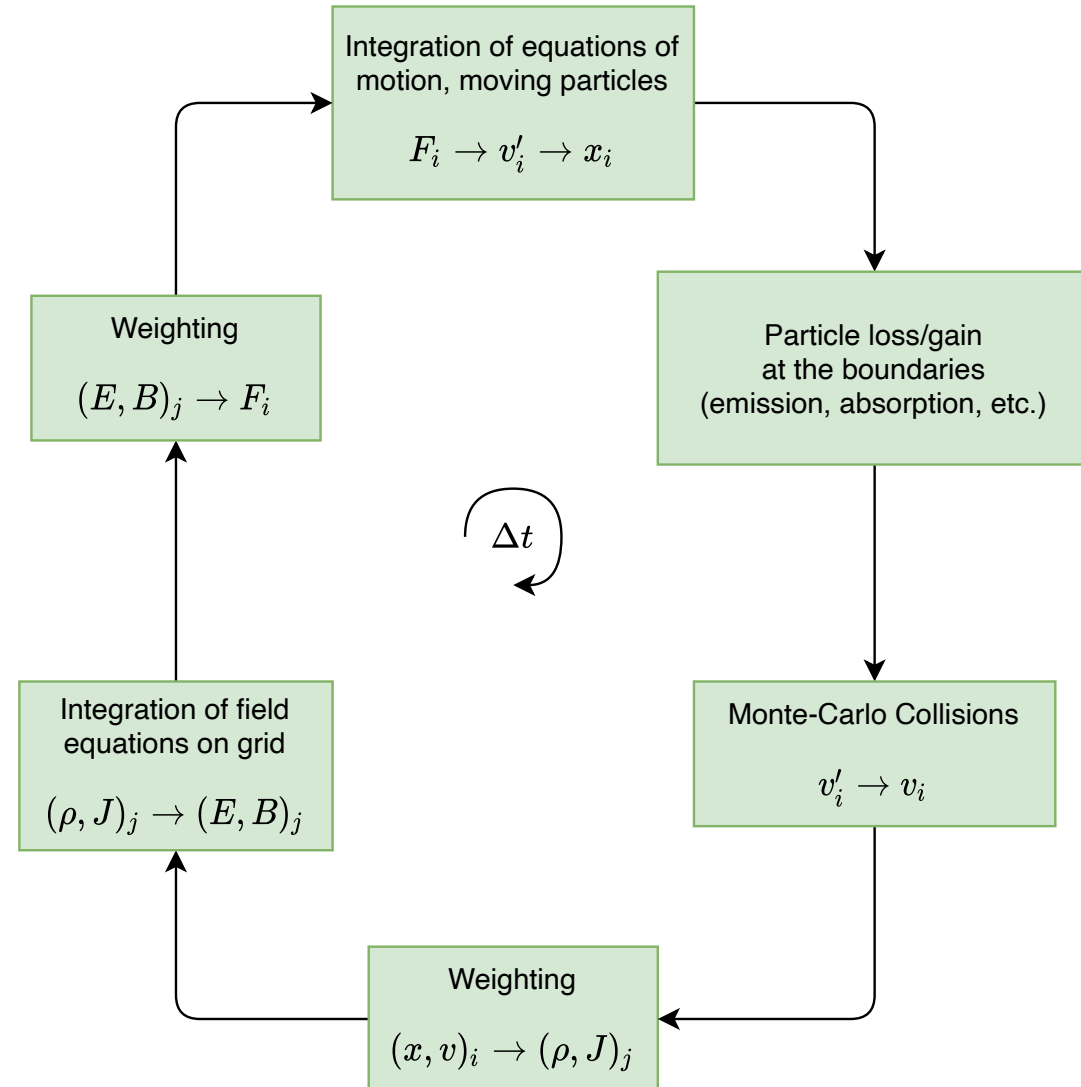 Integration of equations of
motion, moving particles
F_i → v'_i → x_i
Particle loss/gain
at the boundaries
(emission, absorption, etc.)
Monte-Carlo Collisions
v'_i → v_i
Weighting
(x, v)_i → (ρ, J)_j
Integration of field
equations on grid
(ρ, J)_j → (E, B)_j
Weighting
(E, B)_j → F_i
Δt